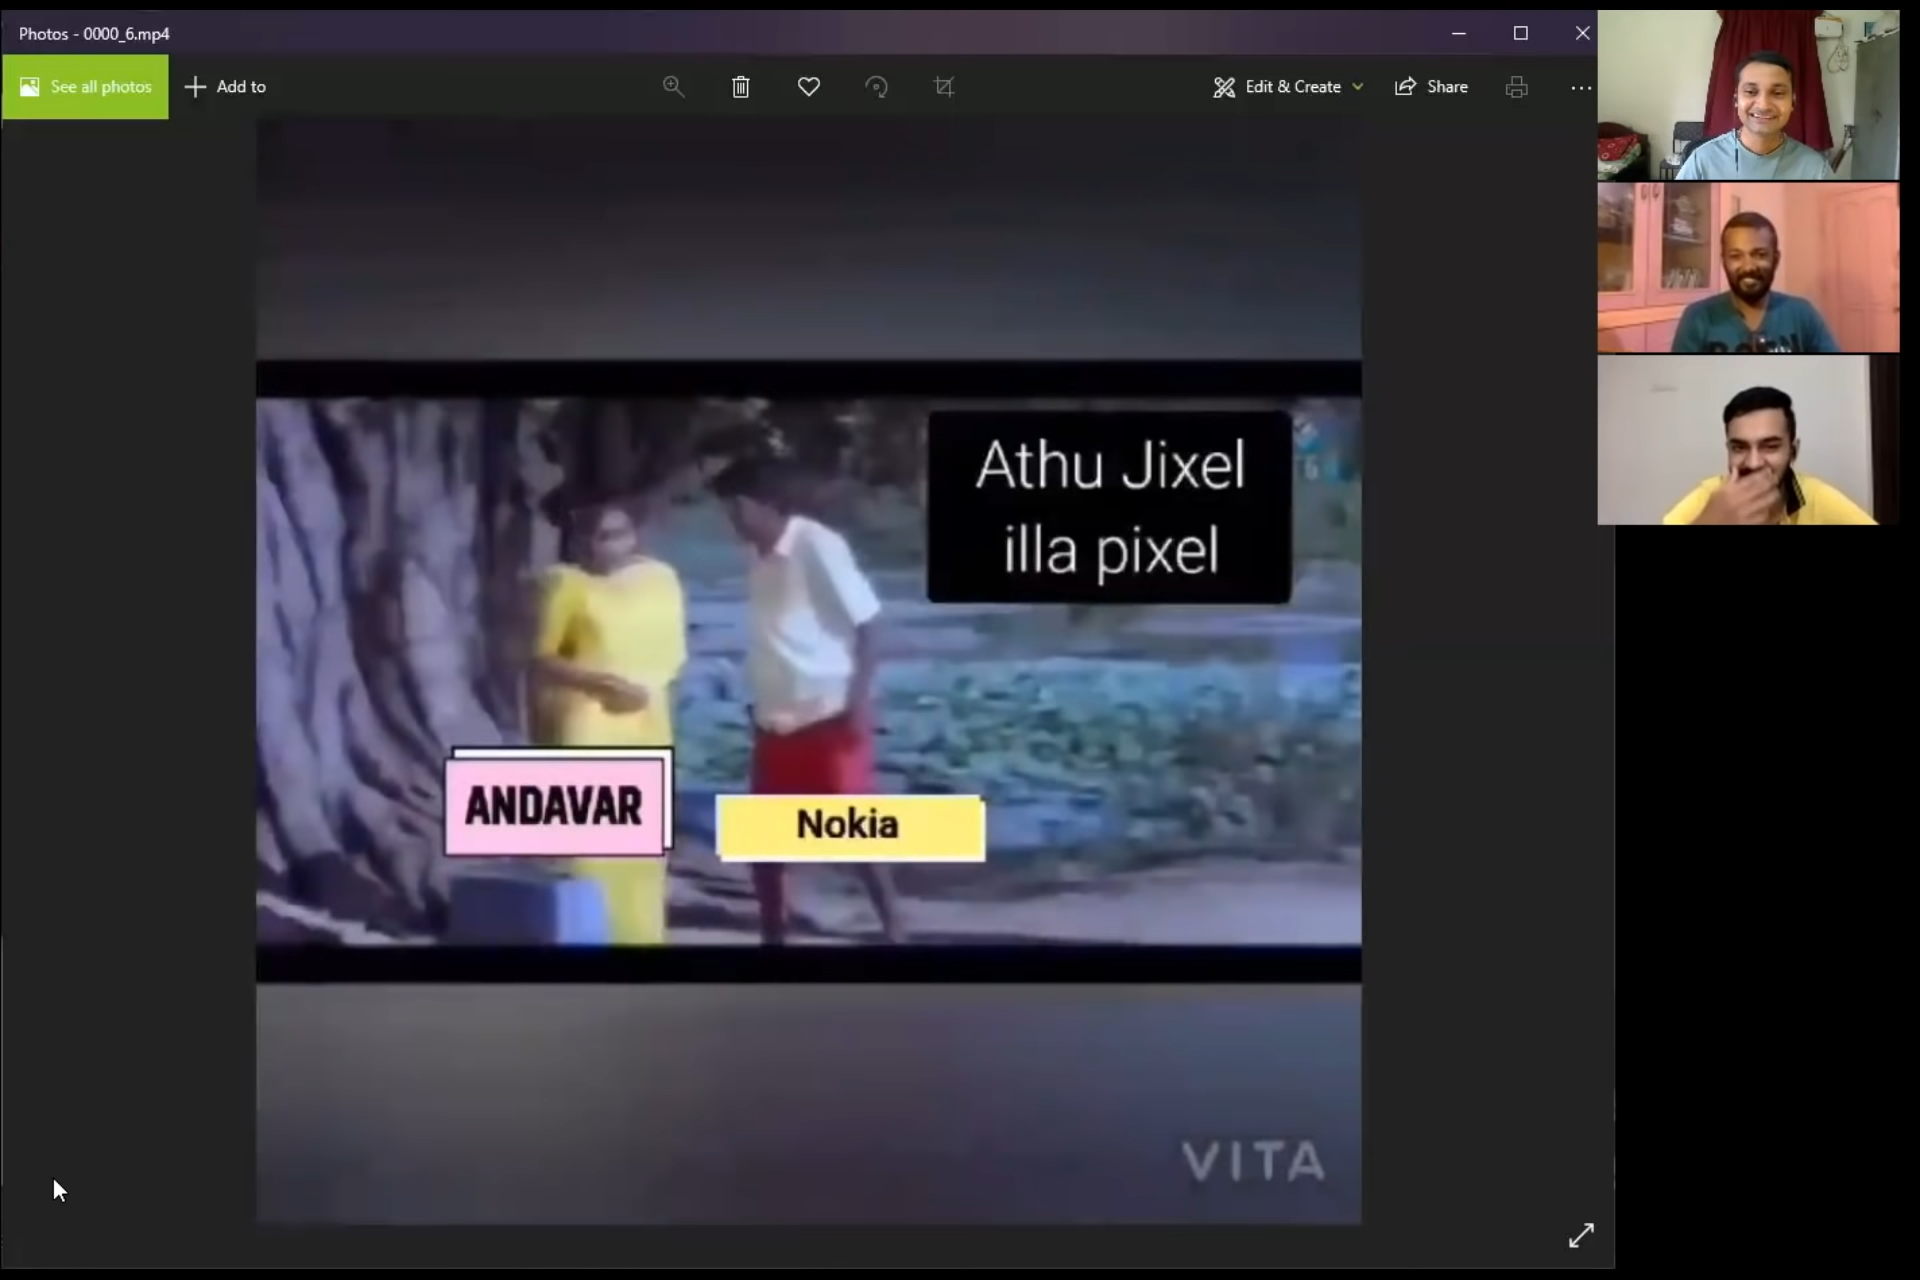 Photos - 0000_6.mp4
See all photos
Add to
Edit & Create
Share
Athu Jixel
illa pixel
ANDAVAR
Nokia
VITA